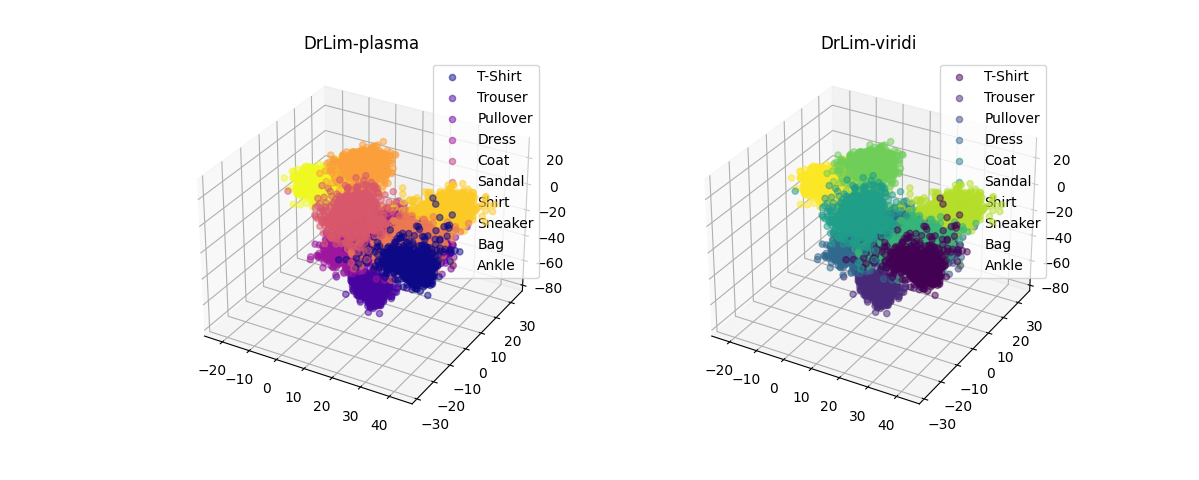 DrLim-plasma
T-Shirt
Trouser
Pullover
Dress
Coat
Sandal
Shirt
Sneaker
Bag
Ankle
20
0
−20
−40
−60
−80
−20
−10
0
10
20
30
40
−30
−20
−10
0
10
20
30
DrLim-viridi
T-Shirt
Trouser
Pullover
Dress
Coat
Sandal
Shirt
Sneaker
Bag
Ankle
20
0
−20
−40
−60
−80
−20
−10
0
10
20
30
40
−30
−20
−10
0
10
20
30